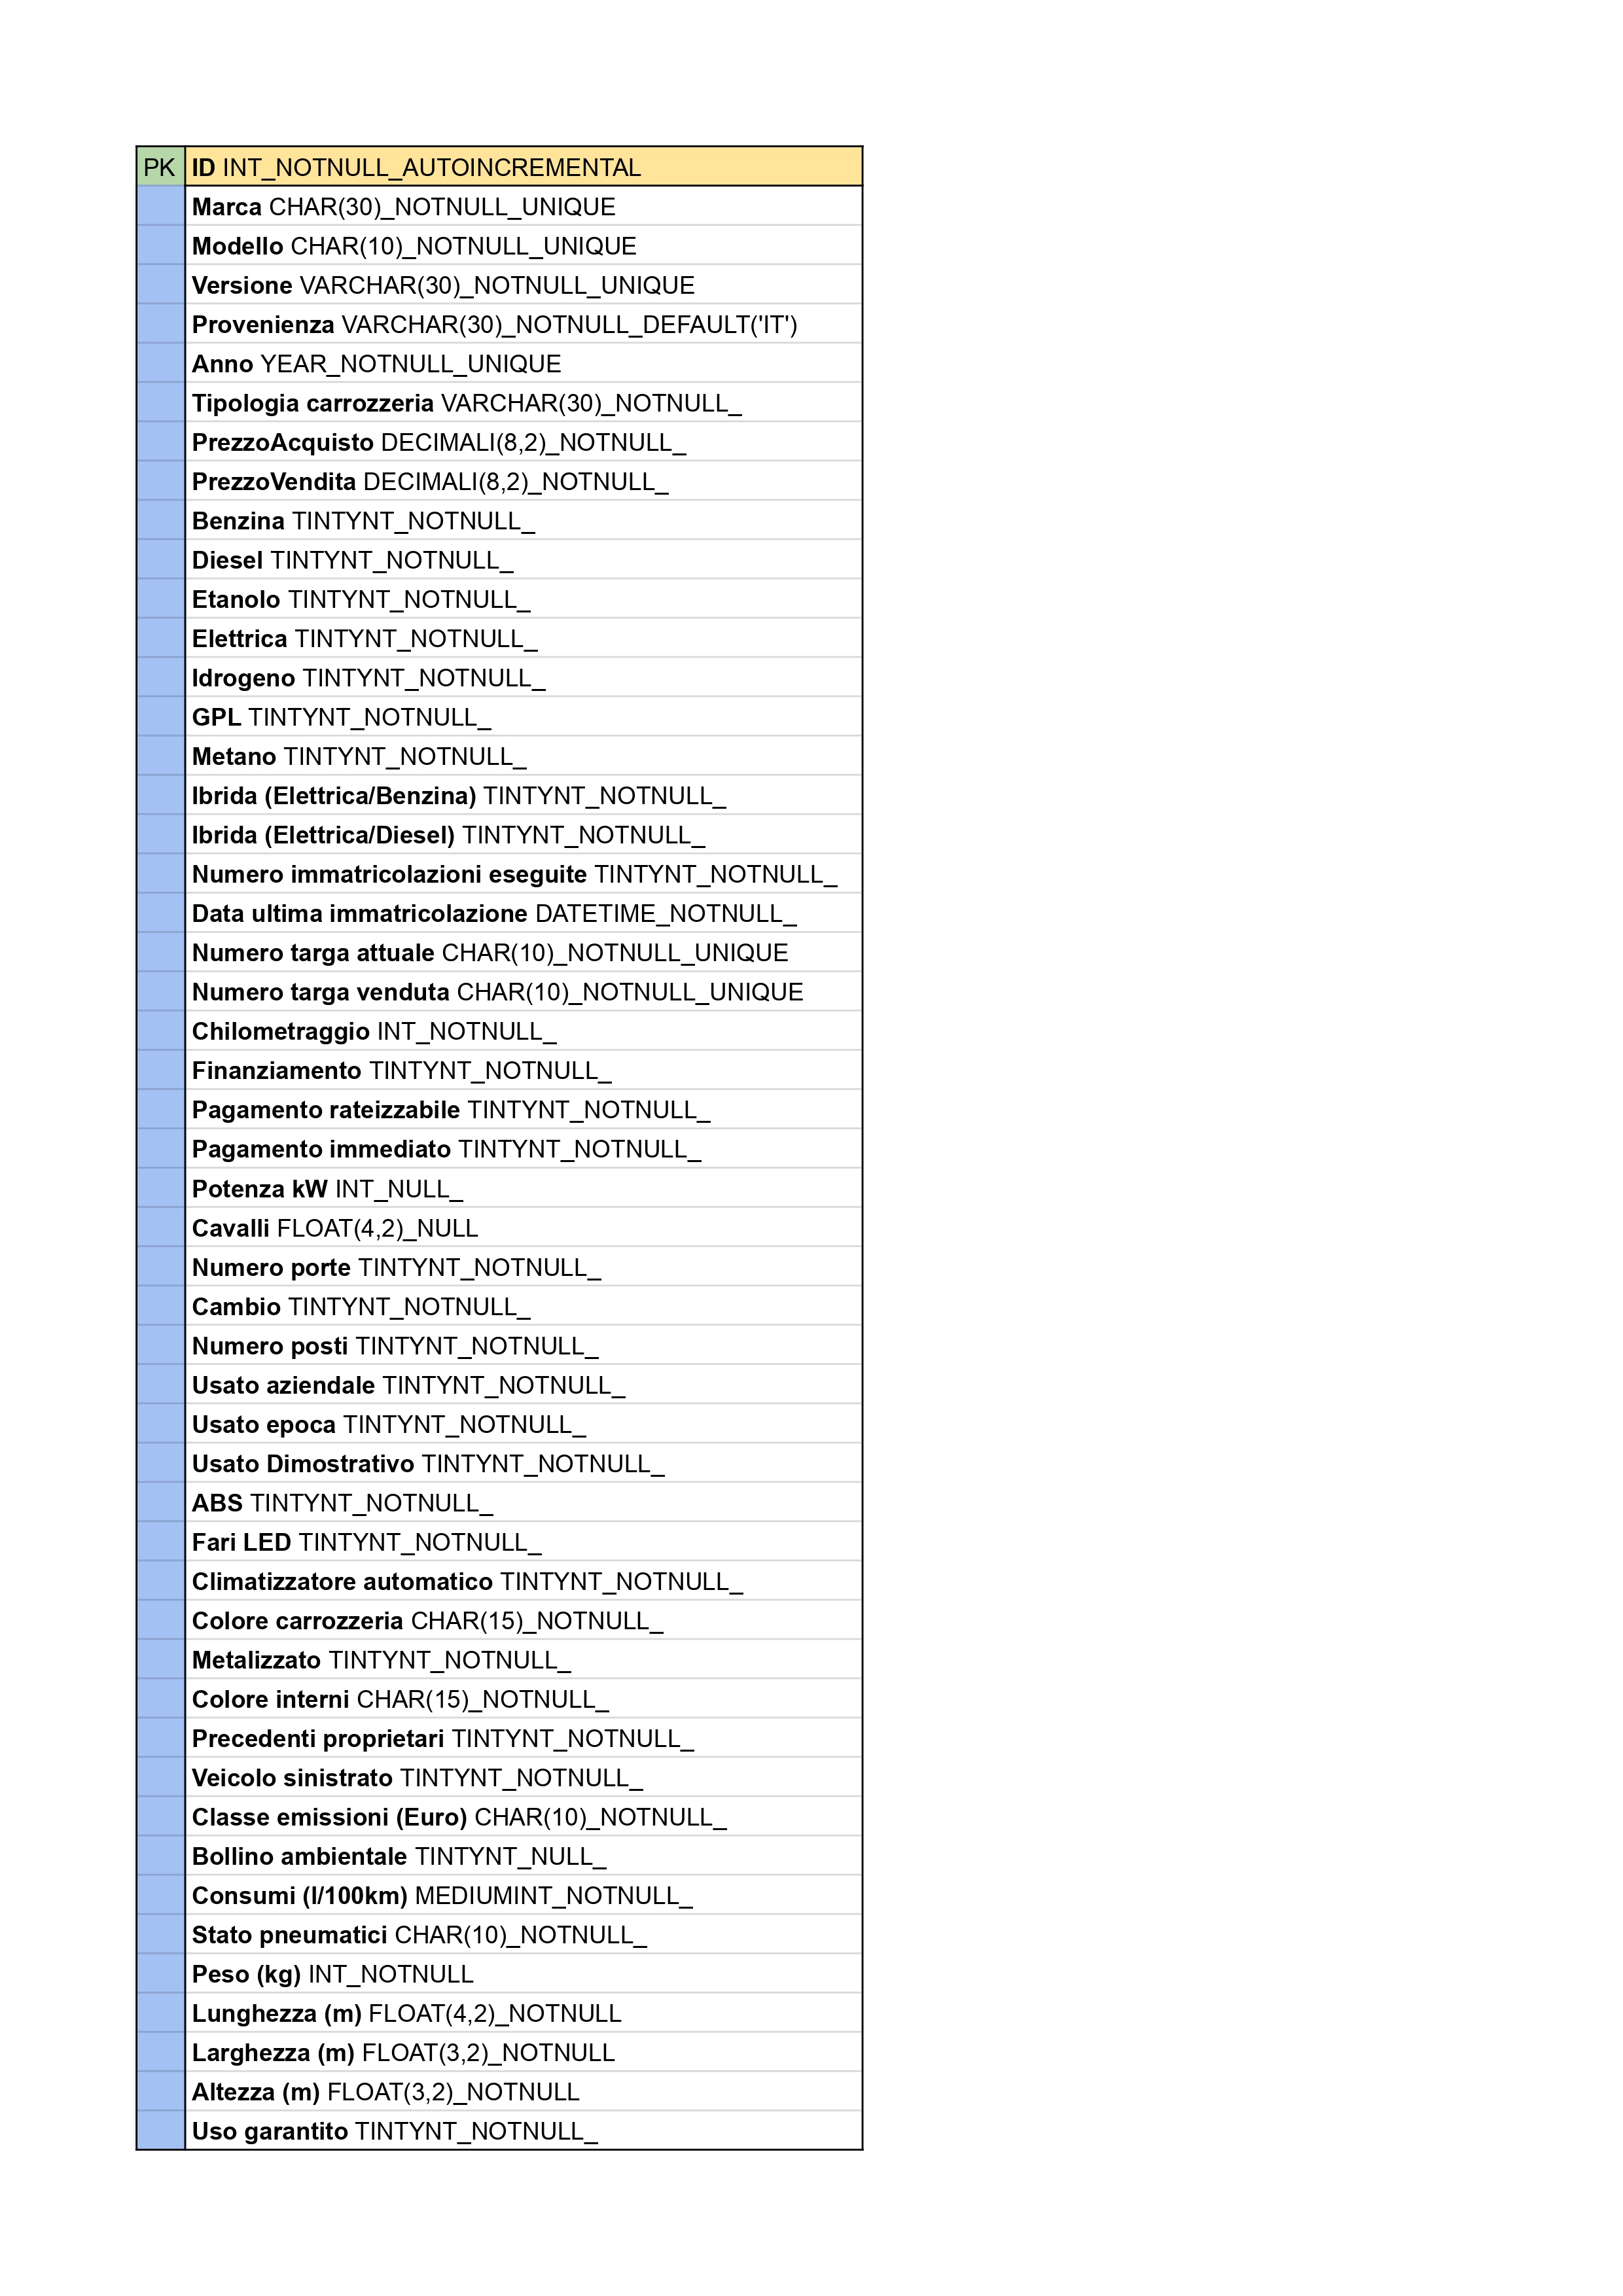 PK ID INT_NOTNULL_AUTOINCREMENTAL
Marca CHAR(30)_NOTNULL_UNIQUE
Modello CHAR(10)_NOTNULL_UNIQUE
Versione VARCHAR(30)_NOTNULL_UNIQUE
Provenienza VARCHAR(30)_NOTNULL_DEFAULT('IT')
Anno YEAR_NOTNULL_UNIQUE
Tipologia carrozzeria VARCHAR(30)_NOTNULL_
PrezzoAcquisto DECIMALI(8,2)_NOTNULL_
PrezzoVendita DECIMALI(8,2)_NOTNULL_
Benzina TINTYNT_NOTNULL_
Diesel TINTYNT_NOTNULL_
Etanolo TINTYNT_NOTNULL_
Elettrica TINTYNT_NOTNULL_
Idrogeno TINTYNT_NOTNULL_
GPL TINTYNT_NOTNULL_
Metano TINTYNT_NOTNULL_
Ibrida (Elettrica/Benzina) TINTYNT_NOTNULL_
Ibrida (Elettrica/Diesel) TINTYNT_NOTNULL_
Numero immatricolazioni eseguite TINTYNT_NOTNULL_
Data ultima immatricolazione DATETIME_NOTNULL_
Numero targa attuale CHAR(10)_NOTNULL_UNIQUE
Numero targa venduta CHAR(10)_NOTNULL_UNIQUE
Chilometraggio INT_NOTNULL_
Finanziamento TINTYNT_NOTNULL_
Pagamento rateizzabile TINTYNT_NOTNULL_
Pagamento immediato TINTYNT_NOTNULL_
Potenza kW INT_NULL_
Cavalli FLOAT(4,2)_NULL
Numero porte TINTYNT_NOTNULL_
Cambio TINTYNT_NOTNULL_
Numero posti TINTYNT_NOTNULL_
Usato aziendale TINTYNT_NOTNULL_
Usato epoca TINTYNT_NOTNULL_
Usato Dimostrativo TINTYNT_NOTNULL_
ABS TINTYNT_NOTNULL_
Fari LED TINTYNT_NOTNULL_
Climatizzatore automatico TINTYNT_NOTNULL_
Colore carrozzeria CHAR(15)_NOTNULL_
Metalizzato TINTYNT_NOTNULL_
Colore interni CHAR(15)_NOTNULL_
Precedenti proprietari TINTYNT_NOTNULL_
Veicolo sinistrato TINTYNT_NOTNULL_
Classe emissioni (Euro) CHAR(10)_NOTNULL_
Bollino ambientale TINTYNT_NULL_
Consumi (l/100km) MEDIUMINT_NOTNULL_
Stato pneumatici CHAR(10)_NOTNULL_
Peso (kg) INT_NOTNULL
Lunghezza (m) FLOAT(4,2)_NOTNULL
Larghezza (m) FLOAT(3,2)_NOTNULL
Altezza (m) FLOAT(3,2)_NOTNULL
Uso garantito TINTYNT_NOTNULL_